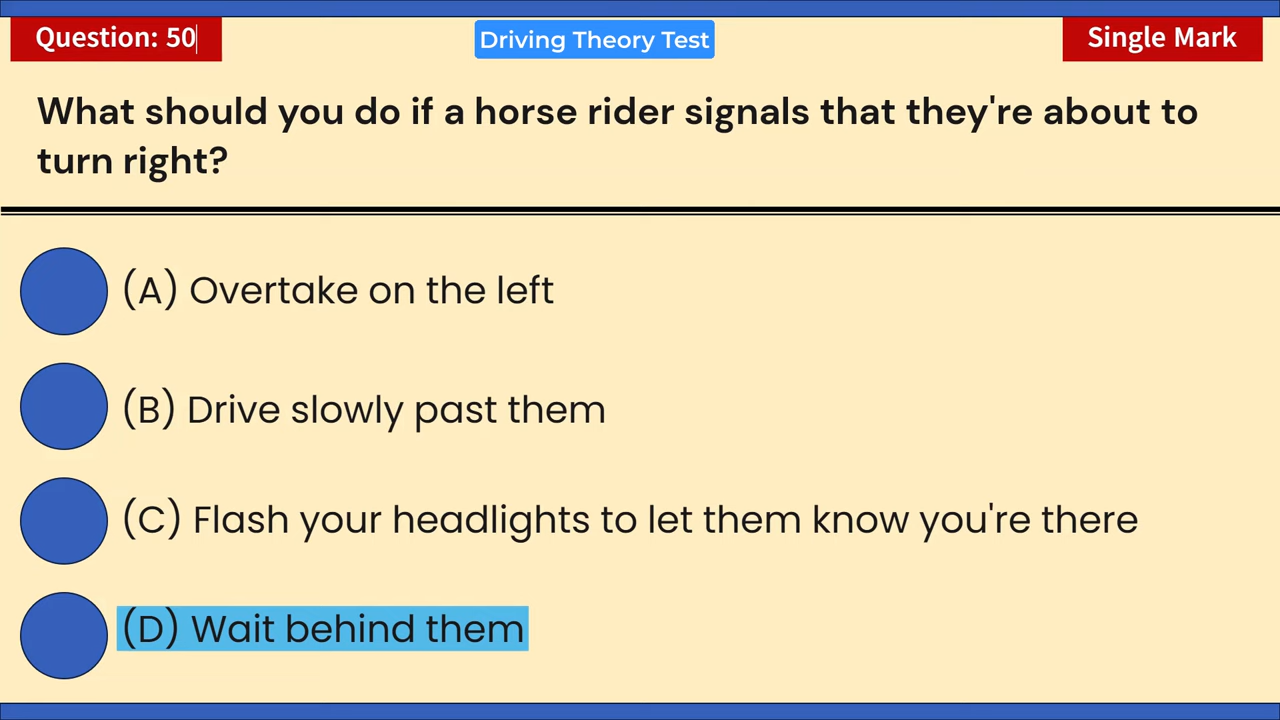 Question: 50
Driving Theory Test
Single Mark
What should you do if a horse rider signals that they're about to
turn right?
(A) Overtake on the left
(B) Drive slowly past them
(C) Flash your headlights to let them know you're there
(D) Wait behind them